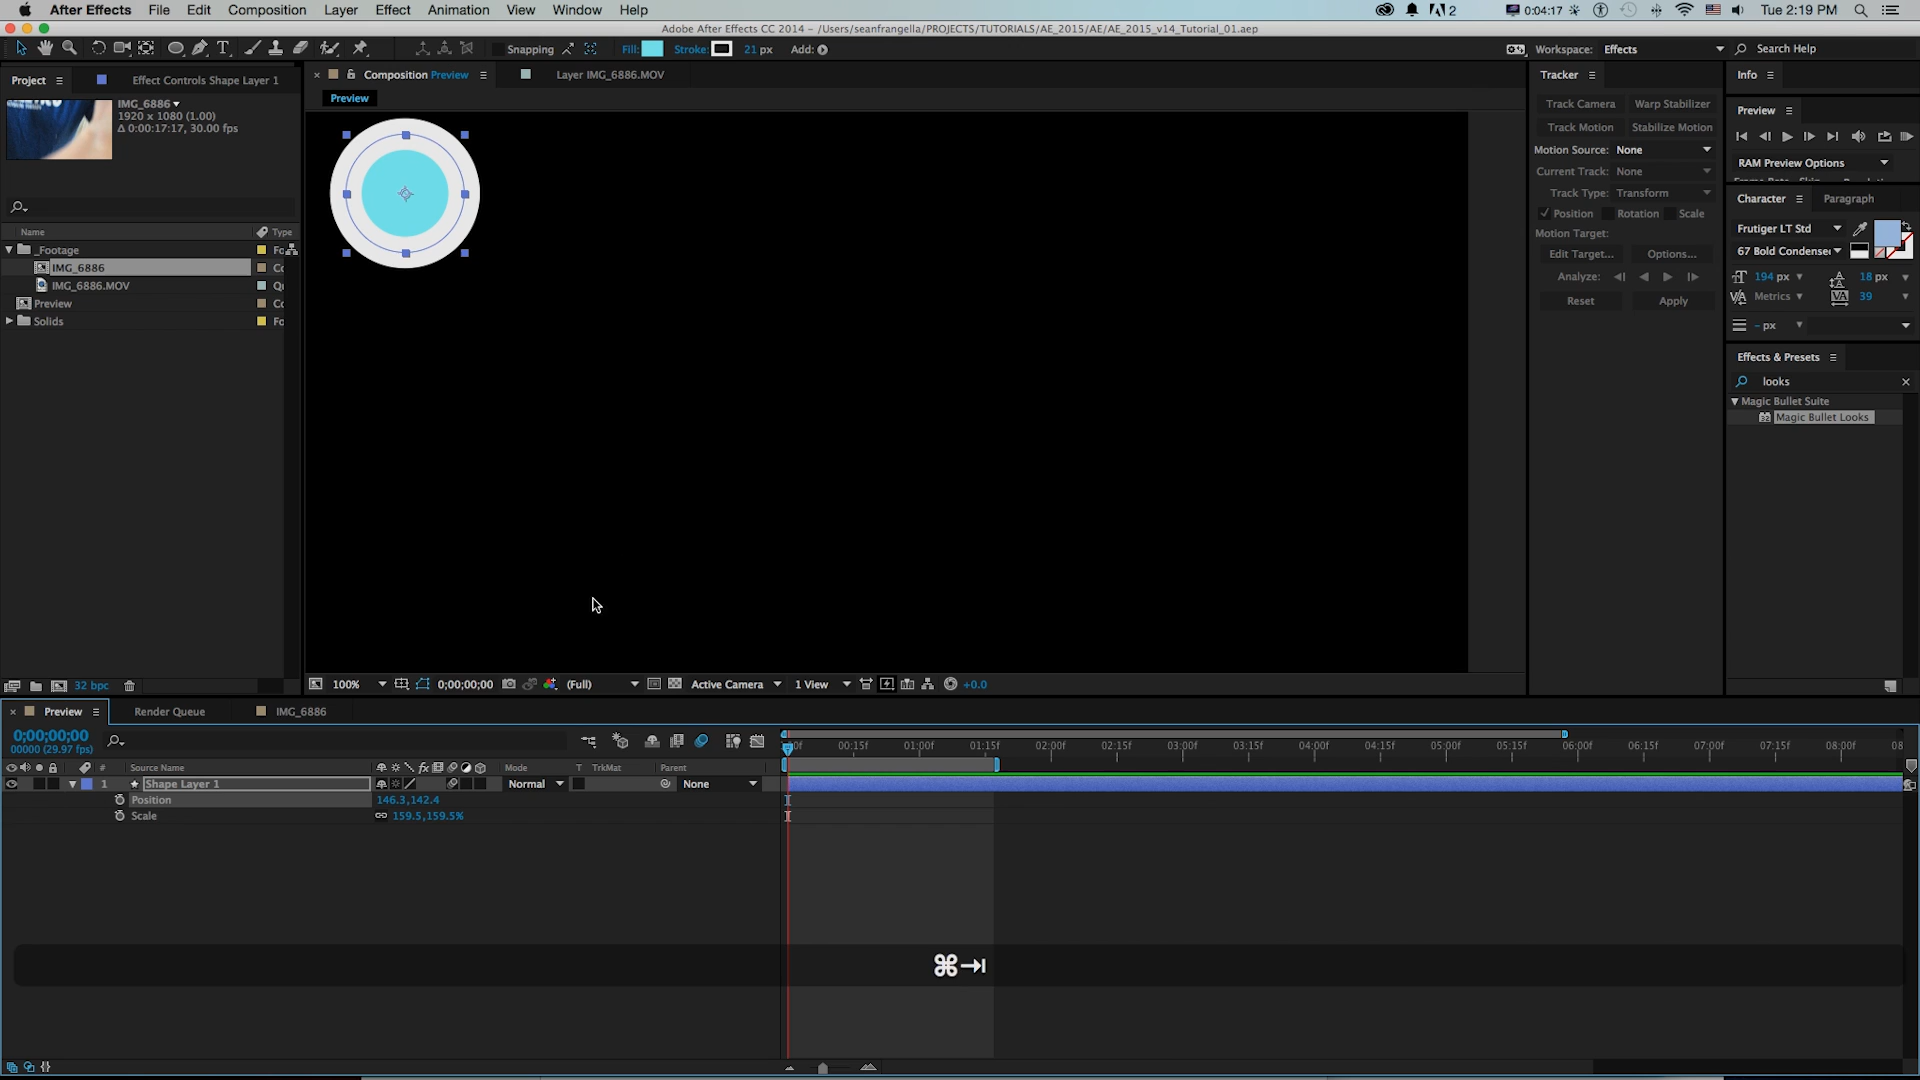 After Effects File Edit Composition Layer Effect Animation View Window Help 2 0:04:17 Tue 2:19 PM
Adobe After Effects CC 2014 - /Users/seanfrangella/PROJECTS/TUTORIALS/AE_2015/AE/AE_2015_v14_Tutorial_01.aep
Snapping Fill: Stroke: 21 px Add: Workspace: Effects Search Help
Project Effect Controls Shape Layer 1 Composition Preview Layer IMG_6886.MOV Tracker Info
IMG_6886
1920 x 1080 (1.00)
Δ 0:00:17:17, 30.00 fps
Preview
Track Camera Warp Stabilizer
Track Motion Stabilize Motion
Motion Source: None
Current Track: None
Track Type: Transform
Position Rotation Scale
Motion Target:
Edit Target... Options...
Analyze:
Reset Apply
Preview
RAM Preview Options
Character Paragraph
Frutiger LT Std
67 Bold Condensed
194 px 18 px
Metrics 39
- px
Effects & Presets
looks
Magic Bullet Suite
Magic Bullet Looks
Name Type
_Footage Fo
IMG_6886 Co
IMG_6886.MOV Qu
Preview Co
Solids Fo
32 bpc
100% 0;00;00;00 (Full) Active Camera 1 View +0.0
Preview Render Queue IMG_6886
0;00;00;00
00000 (29.97 fps)
:00f 00:15f 01:00f 01:15f 02:00f 02:15f 03:00f 03:15f 04:00f 04:15f 05:00f 05:15f 06:00f 06:15f 07:00f 07:15f 08:00f 08
# Source Name Mode T TrkMat Parent
1 Shape Layer 1 Normal None
Position 146.3,142.4
Scale 159.5,159.5%
⌘⇥